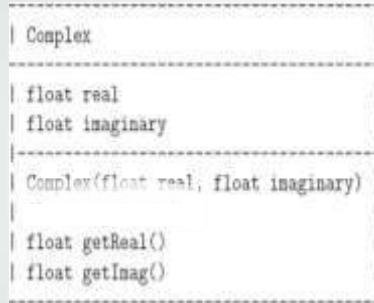 Complex
float real
float imaginary
Complex(float real, float imaginary)
float getReal()
float getImag()